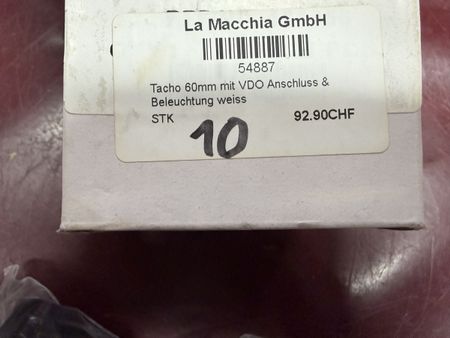 La Macchia GmbH
54887
Tacho 60mm mit VDO Anschluss &
Beleuchtung weiss
STK 10 92.90CHF